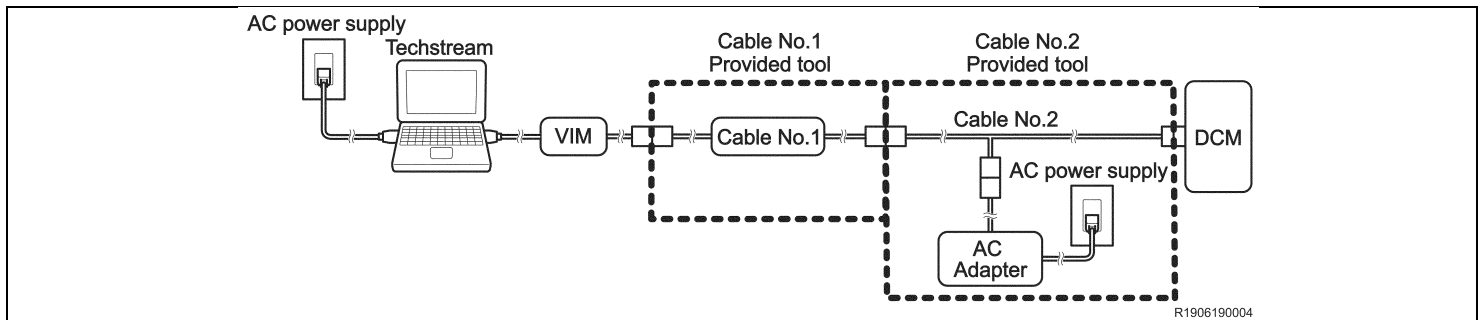 AC power supply
Techstream
VIM
Cable No.1
Provided tool
Cable No.1
Cable No.2
Provided tool
Cable No.2
DCM
AC power supply
AC
Adapter
R1906190004